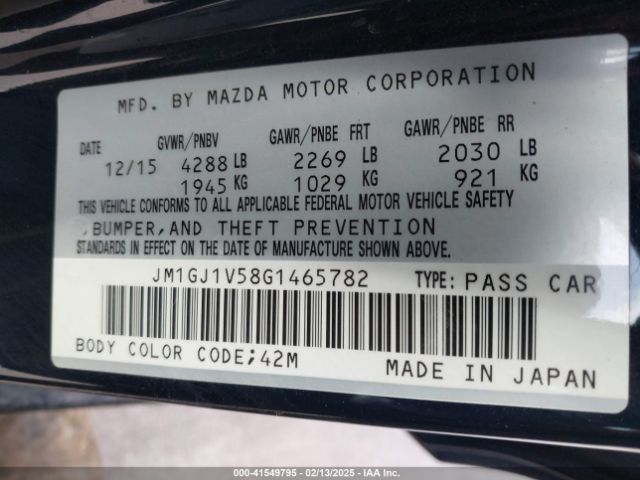 MFD. BY MAZDA MOTOR CORPORATION
DATE GVWR/PNBV GAWR/PNBE FRT GAWR/PNBE RR
12/15 4288 LB 2269 LB 2030 LB
1945 KG 1029 KG 921 KG
THIS VEHICLE CONFORMS TO ALL APPLICABLE FEDERAL MOTOR VEHICLE SAFETY
,BUMPER,AND THEFT PREVENTION
STANDARDS IN EFFECT ON THE DATE OF MANUFACTURE SHOWN ABOVE.
JM1GJ1V58G1465782 TYPE: PASS CAR
BODY COLOR CODE;42M MADE IN JAPAN
000-41549795 - 02/13/2025 - IAA Inc.